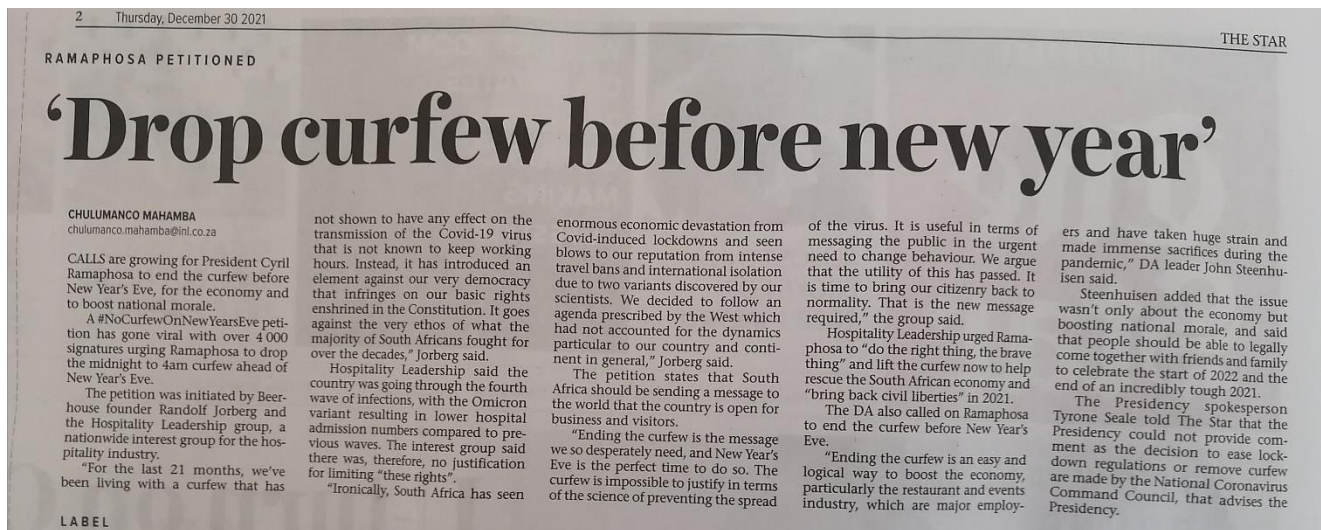 2 Thursday, December 30 2021
THE STAR
RAMAPHOSA PETITIONED
‘Drop curfew before new year’
CHULUMANCO MAHAMBA
chulumanco.mahamba@inl.co.za
CALLS are growing for President Cyril
Ramaphosa to end the curfew before
New Year's Eve, for the economy and
to boost national morale.
A #NoCurfewOnNewYearsEve peti-
tion has gone viral with over 4 000
signatures urging Ramaphosa to drop
the midnight to 4am curfew ahead of
New Year's Eve.
The petition was initiated by Beer-
house founder Randolf Jorberg and
the Hospitality Leadership group, a
nationwide interest group for the hos-
pitality industry.
“For the last 21 months, we've
been living with a curfew that has
not shown to have any effect on the
transmission of the Covid-19 virus
that is not known to keep working
hours. Instead, it has introduced an
element against our very democracy
that infringes on our basic rights
enshrined in the Constitution. It goes
against the very ethos of what the
majority of South Africans fought for
over the decades,” Jorberg said.
Hospitality Leadership said the
country was going through the fourth
wave of infections, with the Omicron
variant resulting in lower hospital
admission numbers compared to pre-
vious waves. The interest group said
there was, therefore, no justification
for limiting “these rights”.
“Ironically, South Africa has seen
enormous economic devastation from
Covid-induced lockdowns and seen
blows to our reputation from intense
travel bans and international isolation
due to two variants discovered by our
scientists. We decided to follow an
agenda prescribed by the West which
had not accounted for the dynamics
particular to our country and conti-
nent in general,” Jorberg said.
The petition states that South
Africa should be sending a message to
the world that the country is open for
business and visitors.
“Ending the curfew is the message
we so desperately need, and New Year's
Eve is the perfect time to do so. The
curfew is impossible to justify in terms
of the science of preventing the spread
of the virus. It is useful in terms of
messaging the public in the urgent
need to change behaviour. We argue
that the utility of this has passed. It
is time to bring our citizenry back to
normality. That is the new message
required,” the group said.
Hospitality Leadership urged Rama-
phosa to “do the right thing, the brave
thing” and lift the curfew now to help
rescue the South African economy and
“bring back civil liberties” in 2021.
The DA also called on Ramaphosa
to end the curfew before New Year's
Eve.
“Ending the curfew is an easy and
logical way to boost the economy,
particularly the restaurant and events
industry, which are major employ-
ers and have taken huge strain and
made immense sacrifices during the
pandemic,” DA leader John Steenhu-
isen said.
Steenhuisen added that the issue
wasn't only about the economy but
boosting national morale, and said
that people should be able to legally
come together with friends and family
to celebrate the start of 2022 and the
end of an incredibly tough 2021.
The Presidency spokesperson
Tyrone Seale told The Star that the
Presidency could not provide com-
ment as the decision to ease lock-
down regulations or remove curfew
are made by the National Coronavirus
Command Council, that advises the
Presidency.
LABEL